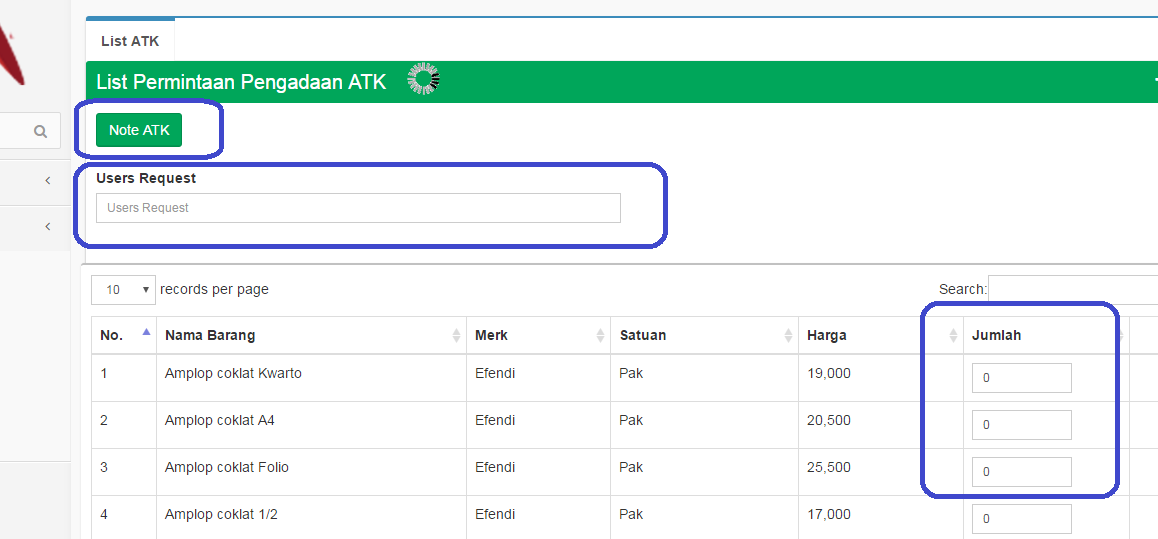 List ATK
List Permintaan Pengadaan ATK
Note ATK
Users Request
Users Request
10 records per page Search:
No. Nama Barang Merk Satuan Harga Jumlah
1 Amplop coklat Kwarto Efendi Pak 19,000 0
2 Amplop coklat A4 Efendi Pak 20,500 0
3 Amplop coklat Folio Efendi Pak 25,500 0
4 Amplop coklat 1/2 Efendi Pak 17,000 0